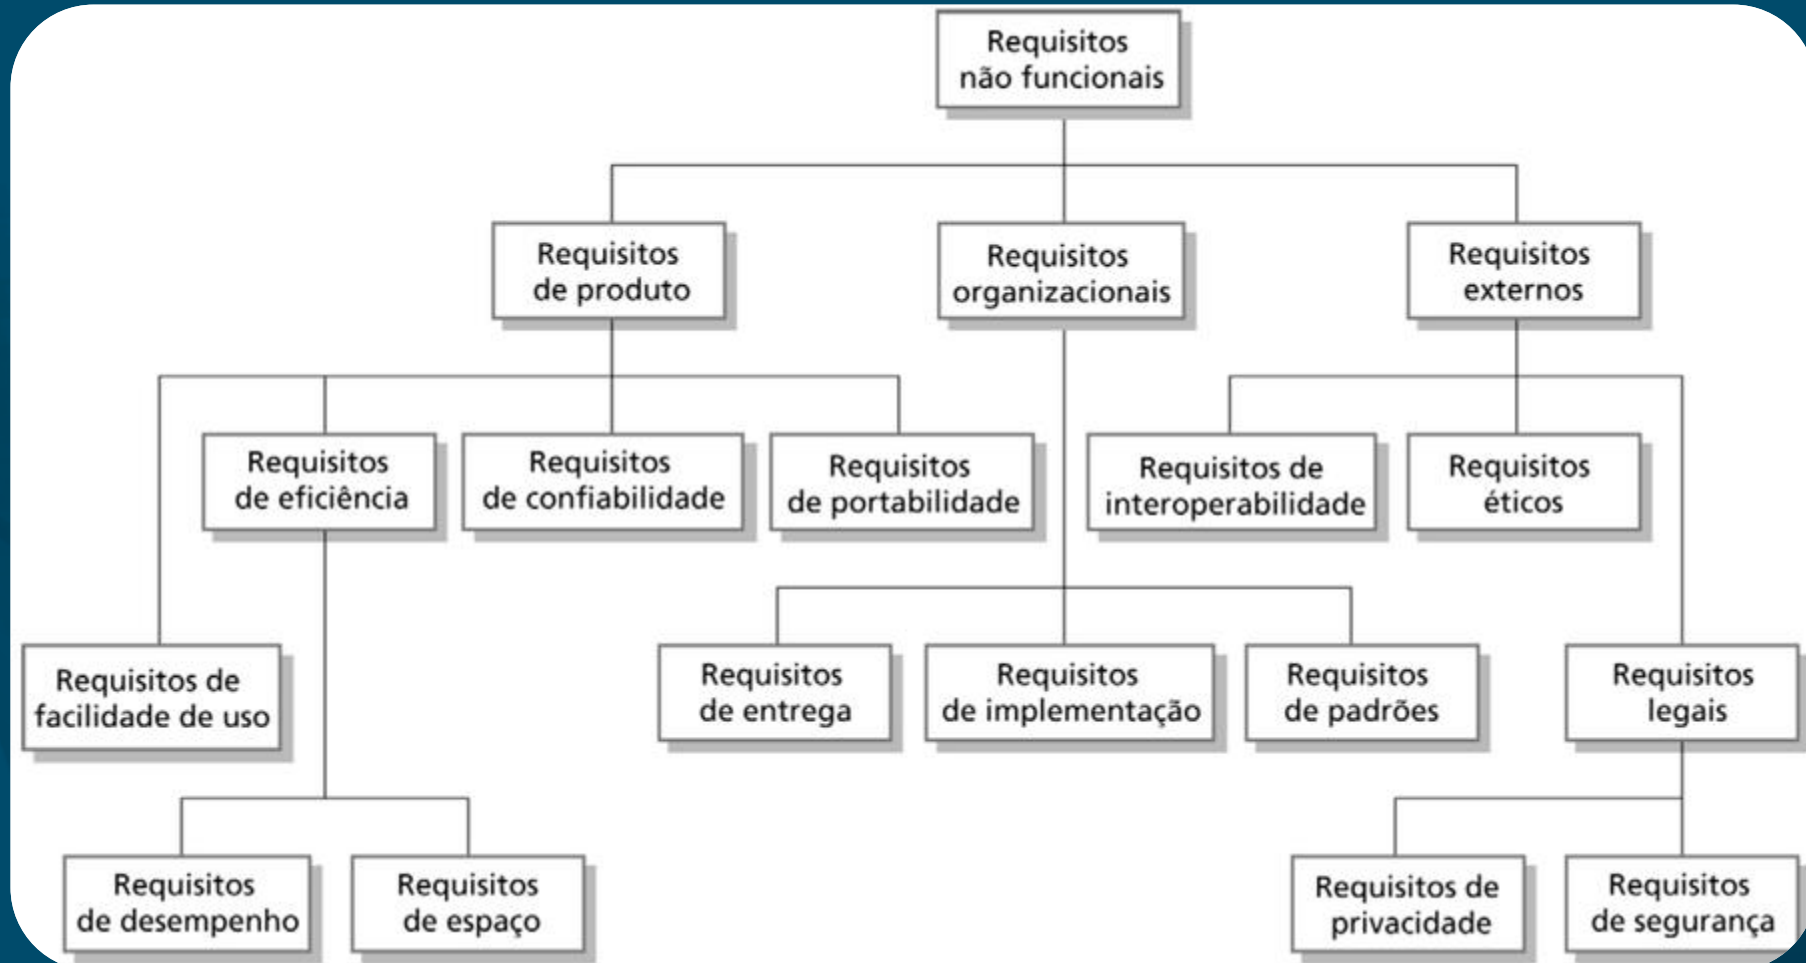 Requisitos
não funcionais
Requisitos
de produto
Requisitos
organizacionais
Requisitos
externos
Requisitos
de eficiência
Requisitos
de confiabilidade
Requisitos
de portabilidade
Requisitos de
interoperabilidade
Requisitos
éticos
Requisitos de
facilidade de uso
Requisitos
de entrega
Requisitos
de implementação
Requisitos
de padrões
Requisitos
legais
Requisitos
de desempenho
Requisitos
de espaço
Requisitos de
privacidade
Requisitos
de segurança